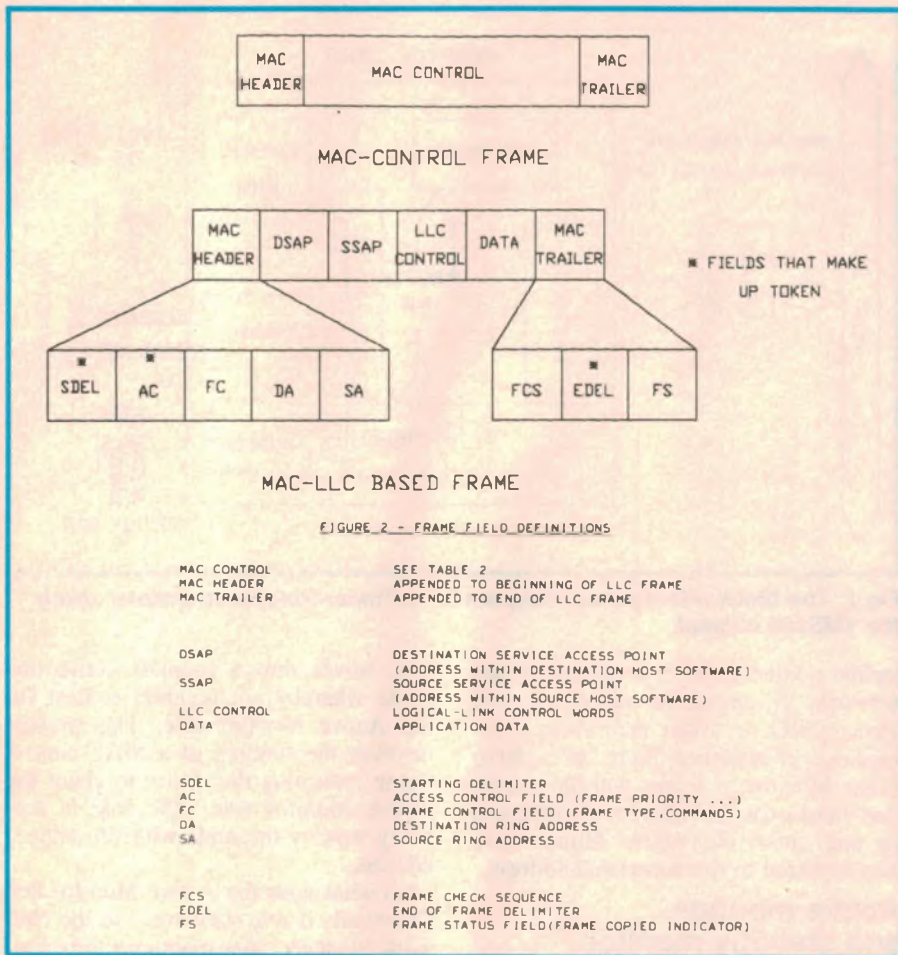 MAC HEADER
MAC CONTROL
MAC TRAILER
MAC-CONTROL FRAME
MAC HEADER
DSAP
SSAP
LLC CONTROL
DATA
MAC TRAILER
* FIELDS THAT MAKE
UP TOKEN
* SDEL
* AC
FC
DA
SA
FCS
* EDEL
FS
MAC-LLC BASED FRAME
FIGURE 2 - FRAME FIELD DEFINITIONS
MAC CONTROL SEE TABLE 2
MAC HEADER APPENDED TO BEGINNING OF LLC FRAME
MAC TRAILER APPENDED TO END OF LLC FRAME
DSAP DESTINATION SERVICE ACCESS POINT
(ADDRESS WITHIN DESTINATION HOST SOFTWARE)
SSAP SOURCE SERVICE ACCESS POINT
(ADDRESS WITHIN SOURCE HOST SOFTWARE)
LLC CONTROL LOGICAL-LINK CONTROL WORDS
DATA APPLICATION DATA
SDEL STARTING DELIMITER
AC ACCESS CONTROL FIELD (FRAME PRIORITY ...)
FC FRAME CONTROL FIELD (FRAME TYPE,COMMANDS)
DA DESTINATION RING ADDRESS
SA SOURCE RING ADDRESS
FCS FRAME CHECK SEQUENCE
EDEL END OF FRAME DELIMITER
FS FRAME STATUS FIELD(FRAME COPIED INDICATOR)